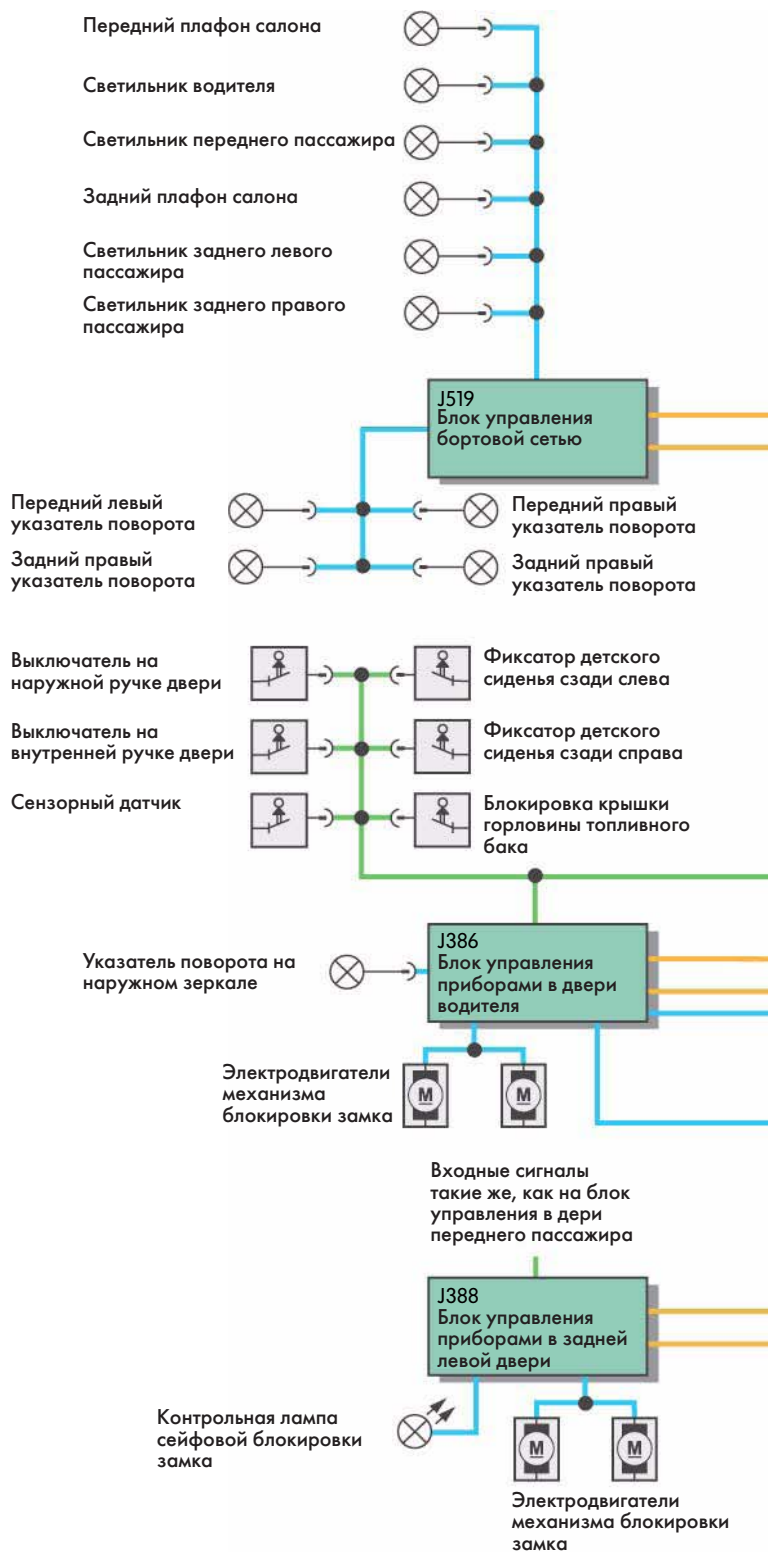 Передний плафон салона
Светильник водителя
Светильник переднего пассажира
Задний плафон салона
Светильник заднего левого
пассажира
Светильник заднего правого
пассажира
J519
Блок управления
бортовой сетью
Передний левый
указатель поворота
Передний правый
указатель поворота
Задний правый
указатель поворота
Задний правый
указатель поворота
Выключатель на
наружной ручке двери
Фиксатор детского
сиденья сзади слева
Выключатель на
внутренней ручке двери
Фиксатор детского
сиденья сзади справа
Сензорный датчик
Блокировка крышки
горловины топливного
бака
J386
Блок управления
приборами в двери
водителя
Указатель поворота на
наружном зеркале
Электродвигатели
механизма
блокировки замка
M
M
Входные сигналы
такие же, как на блок
управления в дери
переднего пассажира
J388
Блок управления
приборами в задней
левой двери
Контрольная лампа
сейфовой блокировки
замка
M
M
Электродвигатели
механизма блокировки
замка